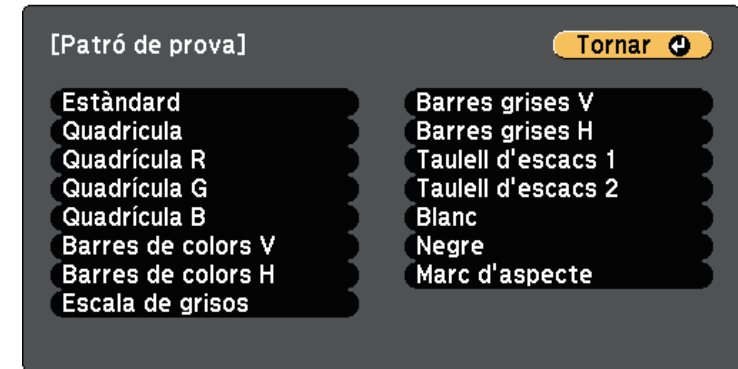 [Patró de prova]
Tornar
Estàndard
Quadricula
Quadrícula R
Quadrícula G
Quadrícula B
Barres de colors V
Barres de colors H
Escala de grisos
Barres grises V
Barres grises H
Taulell d'escacs 1
Taulell d'escacs 2
Blanc
Negre
Marc d'aspecte